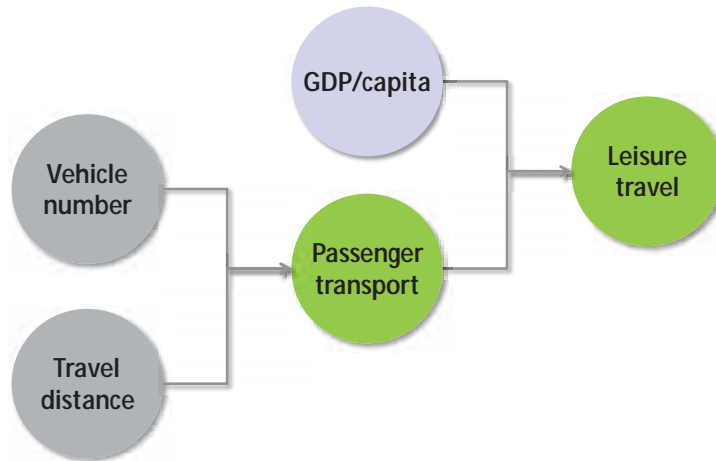 GDP/capita
Vehicle
number
Leisure
travel
Passenger
transport
Travel
distance